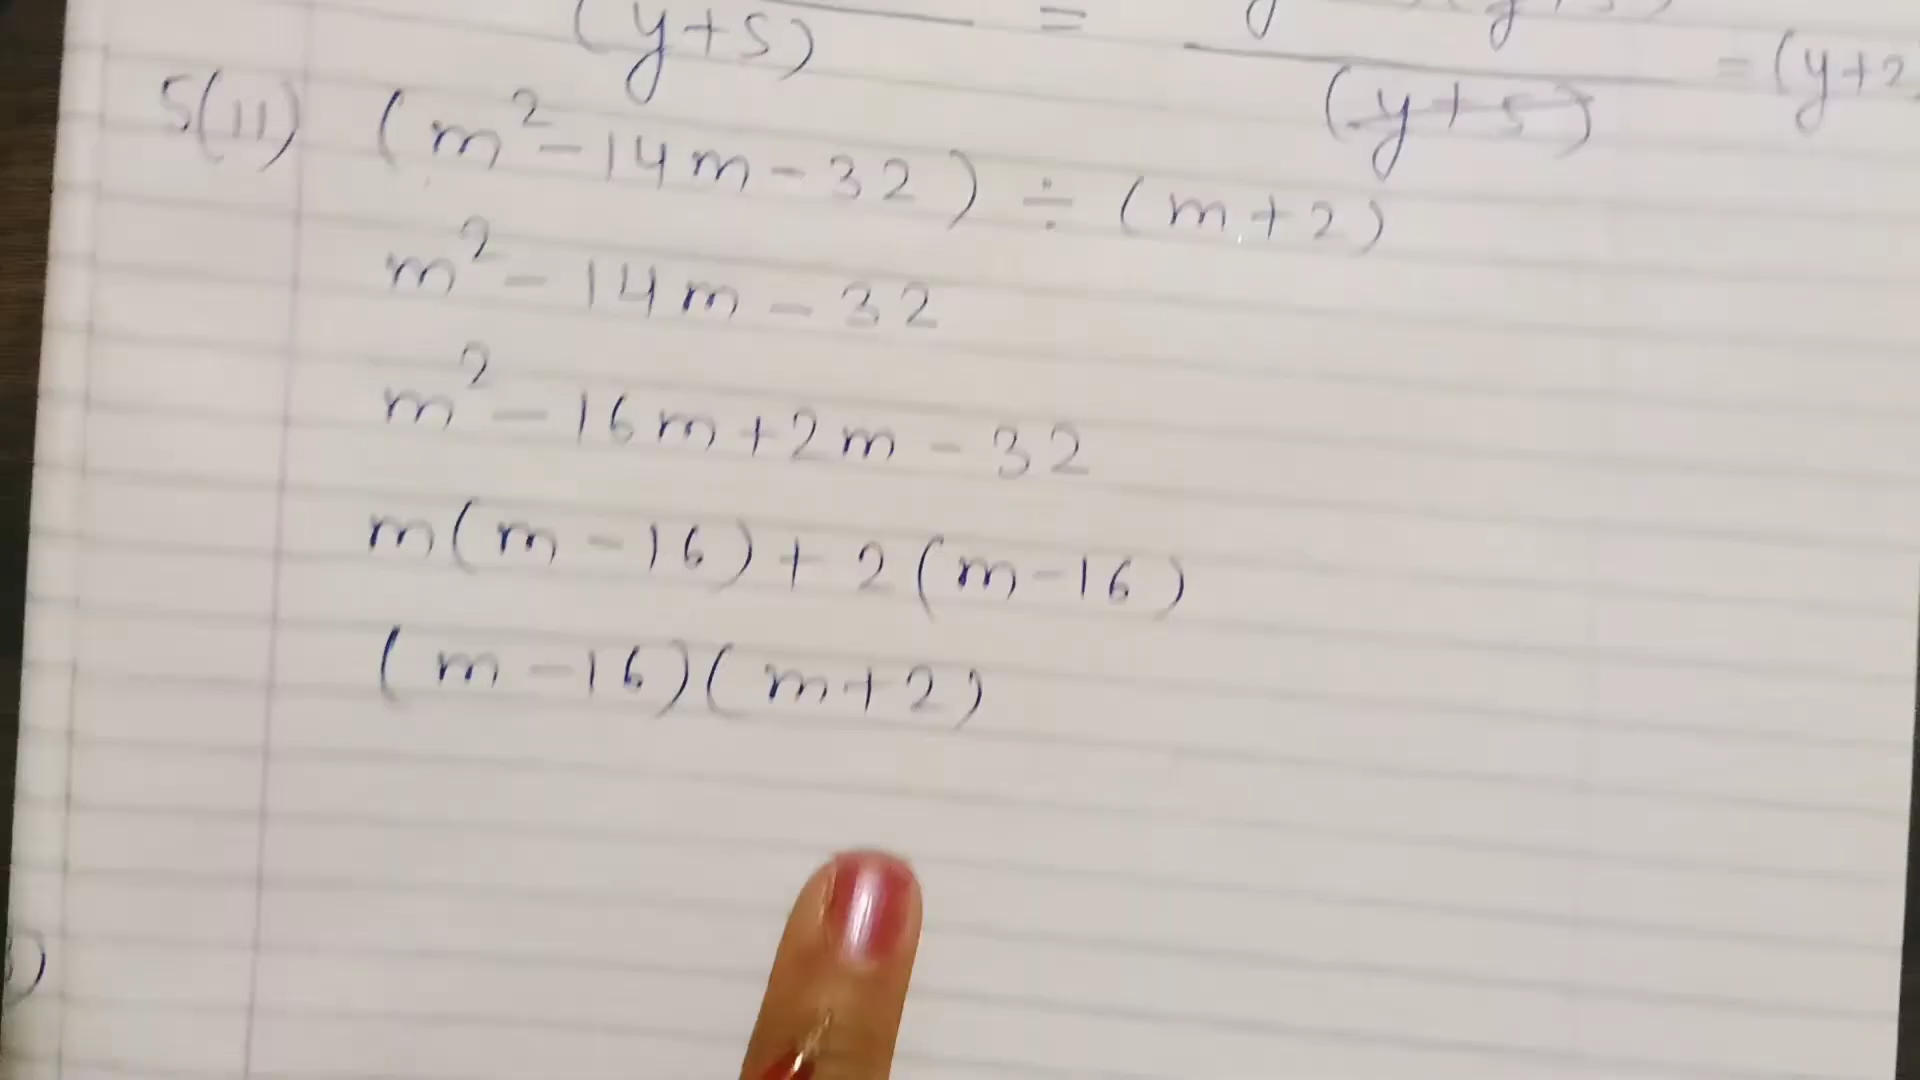 (y+5) = (y+5) = (y+2
5(11) (m²-14m-32) ÷ (m+2)
m²-14m-32
m²-16m+2m-32
m(m-16)+2(m-16)
(m-16)(m+2)
)